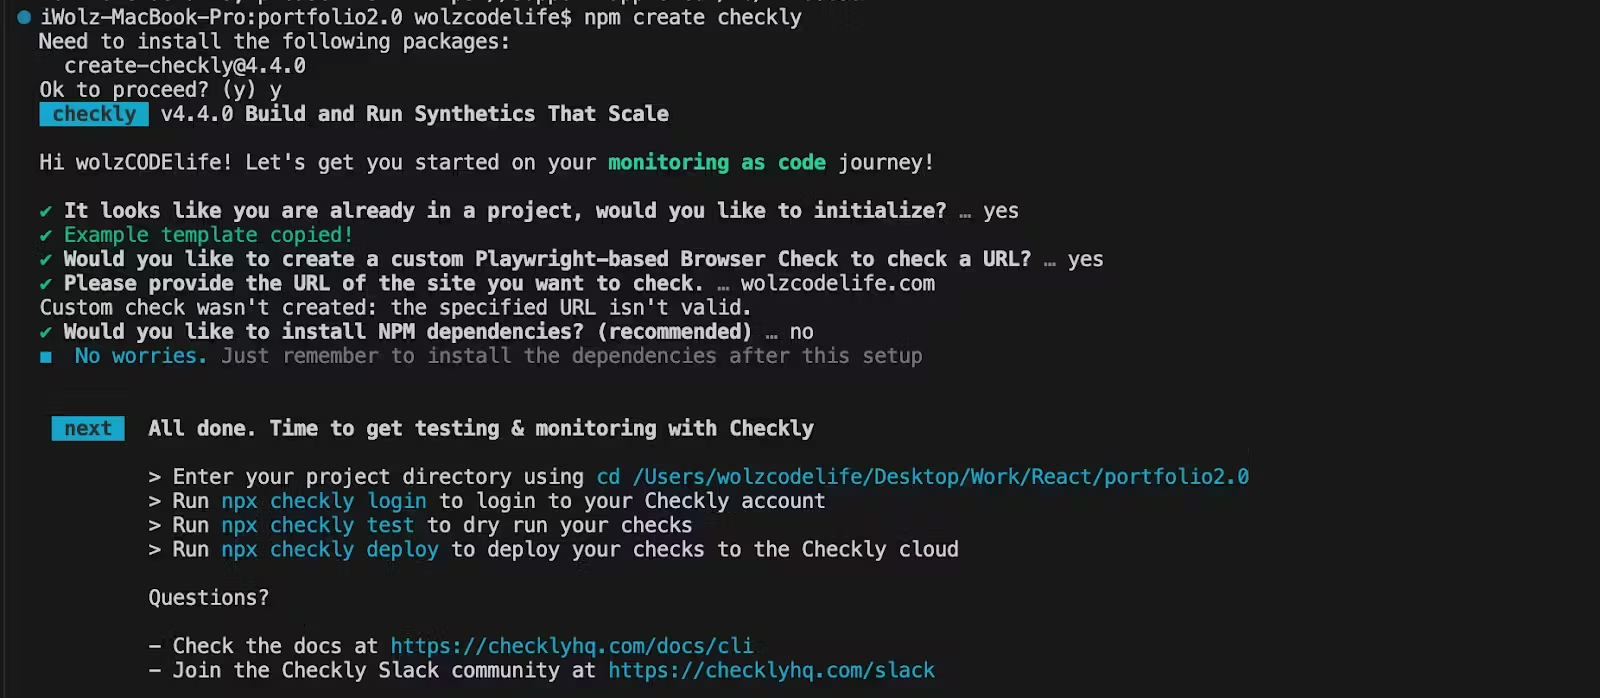 iWolz-MacBook-Pro:portfolio2.0 wolzcodelife$ npm create checkly
Need to install the following packages:
create-checkly@4.4.0
Ok to proceed? (y) y
checkly v4.4.0 Build and Run Synthetics That Scale
Hi wolzCODElife! Let's get you started on your monitoring as code journey!
✔ It looks like you are already in a project, would you like to initialize? … yes
✔ Example template copied!
✔ Would you like to create a custom Playwright-based Browser Check to check a URL? … yes
✔ Please provide the URL of the site you want to check. … wolzcodelife.com
Custom check wasn't created: the specified URL isn't valid.
✔ Would you like to install NPM dependencies? (recommended) … no
■ No worries. Just remember to install the dependencies after this setup
next All done. Time to get testing & monitoring with Checkly
> Enter your project directory using cd /Users/wolzcodelife/Desktop/Work/React/portfolio2.0
> Run npx checkly login to login to your Checkly account
> Run npx checkly test to dry run your checks
> Run npx checkly deploy to deploy your checks to the Checkly cloud
Questions?
– Check the docs at https://checklyhq.com/docs/cli
– Join the Checkly Slack community at https://checklyhq.com/slack